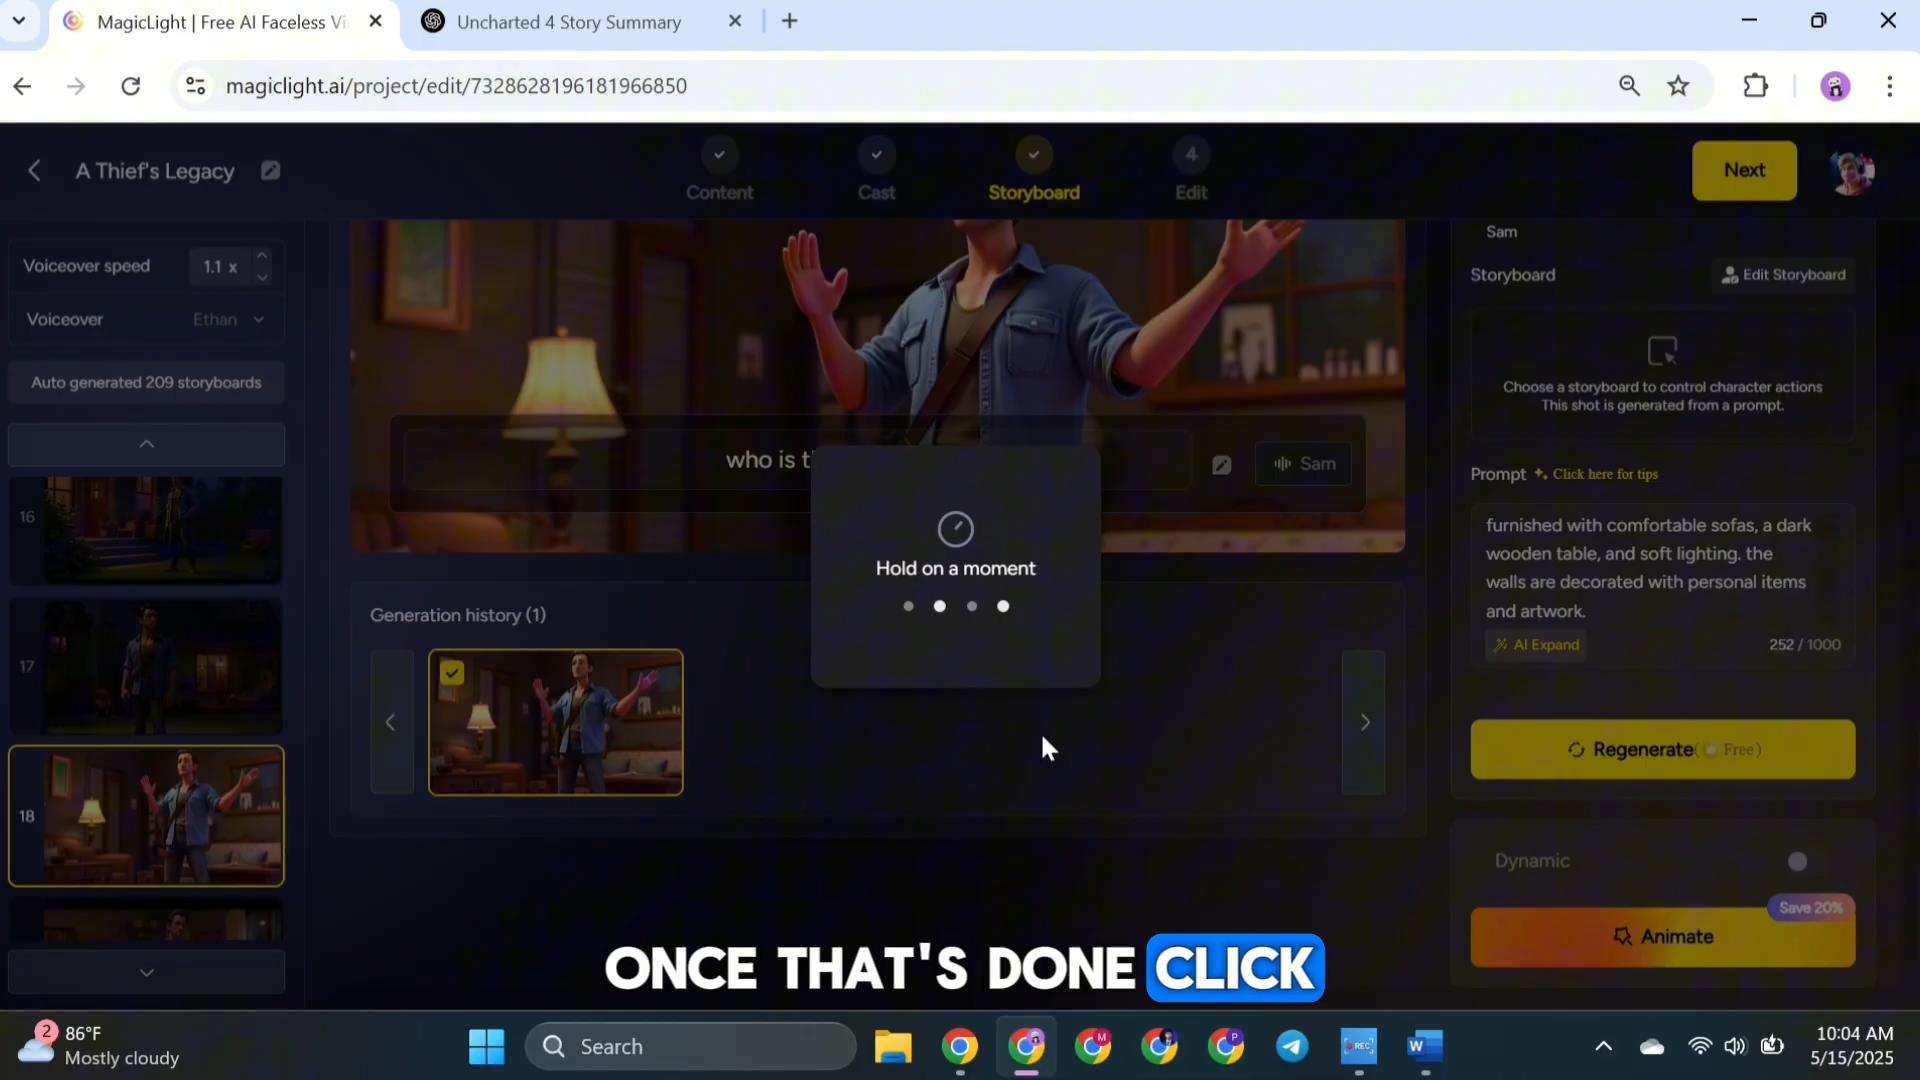 MagicLight | Free AI Faceless Vi
Uncharted 4 Story Summary
magiclight.ai/project/edit/7328628196181966850
A Thief's Legacy
Content
Cast
Storyboard
4
Edit
Next
Voiceover speed
1.1 x
Voiceover
Ethan
Auto generated 209 storyboards
16
17
18
who is t
Sam
Hold on a moment
Generation history (1)
Sam
Storyboard
Edit Storyboard
Choose a storyboard to control character actions
This shot is generated from a prompt.
Prompt
Click here for tips
furnished with comfortable sofas, a dark
wooden table, and soft lighting. the
walls are decorated with personal items
and artwork.
AI Expand
252 / 1000
Regenerate( Free )
Dynamic
Save 20%
Animate
ONCE THAT'S DONE CLICK
2
86°F
Mostly cloudy
Search
M
P
REC
W
10:04 AM
5/15/2025